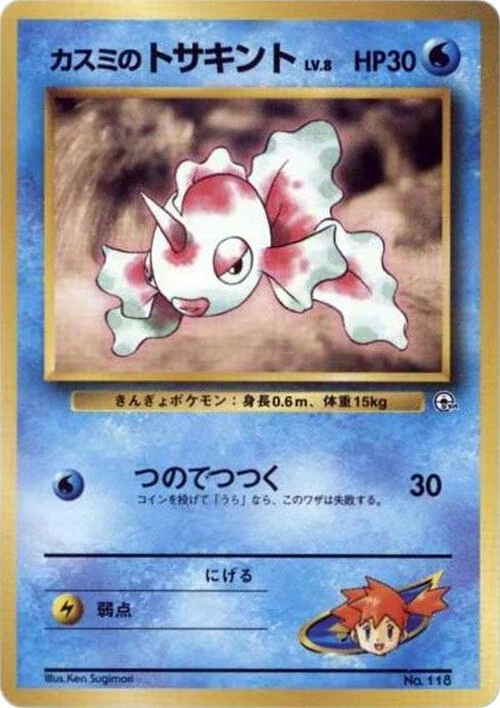 カスミのトサキント LV.8 HP30
きんぎょポケモン：身長0.6m、体重15kg
つのでつつく 30
コインを投げて「うら」なら、このワザは失敗する。
にげる
弱点
Illus.Ken Sugimori No.118